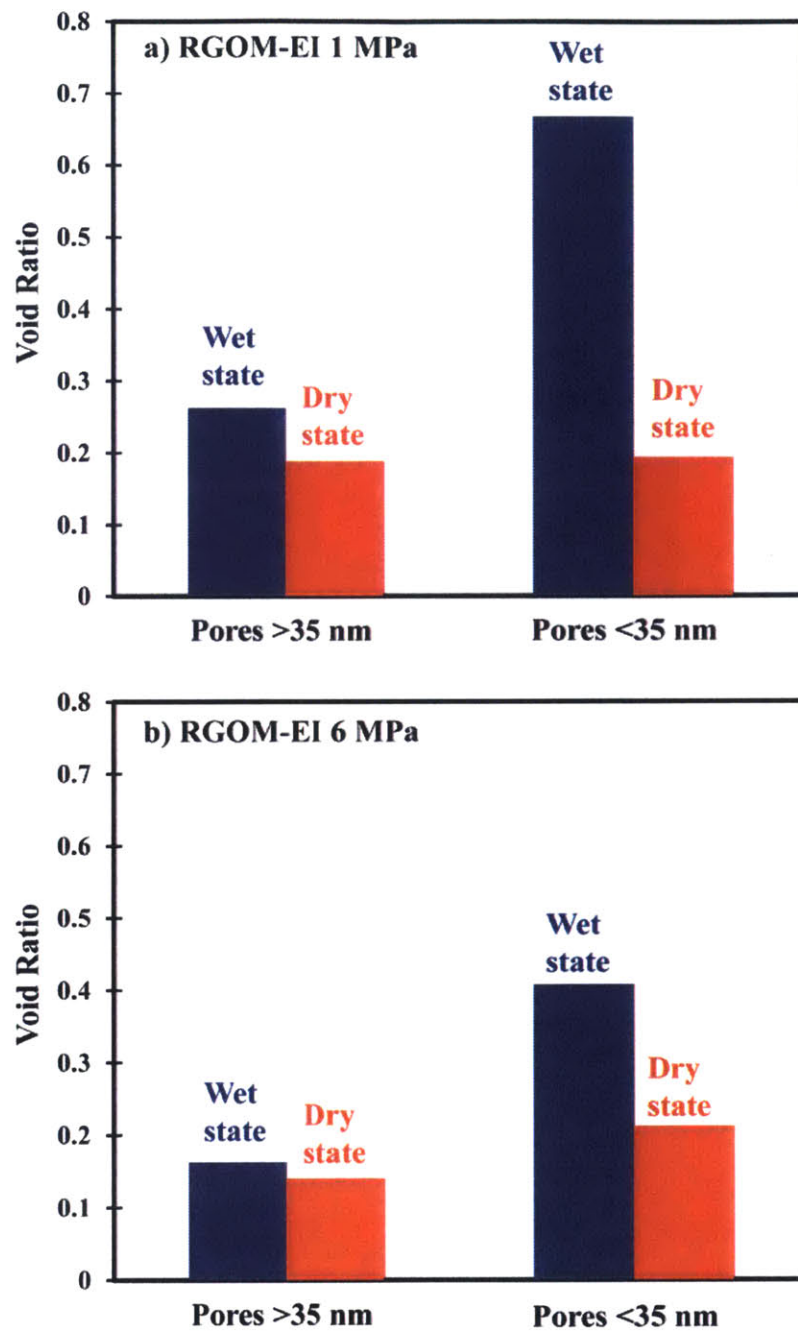 a) RGOM-EI 1 MPa
Void Ratio
0.8
0.7
0.6
0.5
0.4
0.3
0.2
0.1
0
Wet
state
Dry
state
Wet
state
Dry
state
Pores >35 nm
Pores <35 nm
b) RGOM-EI 6 MPa
Void Ratio
0.8
0.7
0.6
0.5
0.4
0.3
0.2
0.1
0
Wet
state
Dry
state
Wet
state
Dry
state
Pores >35 nm
Pores <35 nm